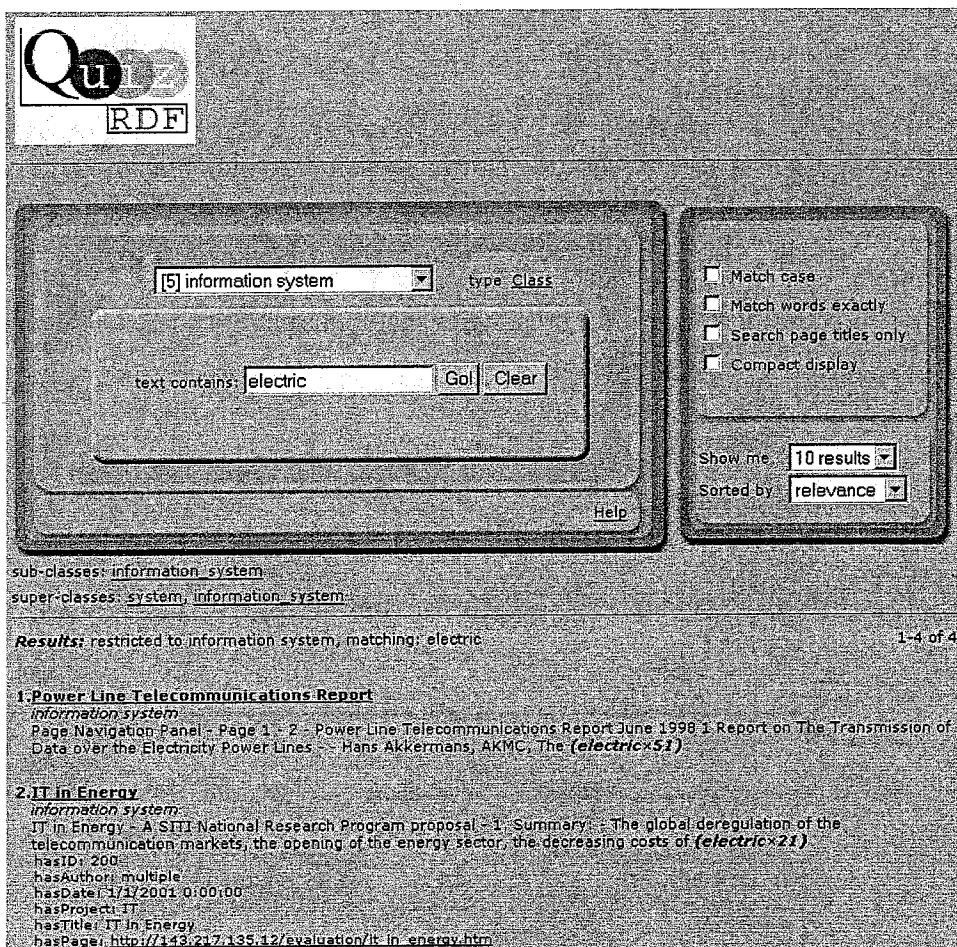 Quiz
RDF
[5] information system
type Class
text contains: electric Go! Clear
Help
Match case
Match words exactly
Search page titles only
Compact display
Show me 10 results
Sorted by relevance
sub-classes: information_system
super-classes: system, information_system
Results: restricted to information system, matching: electric
1-4 of 4
1.Power Line Telecommunications Report
information system
Page Navigation Panel - Page 1 - 2 - Power Line Telecommunications Report June 1998 1 Report on The Transmission of
Data over the Electricity Power Lines - - Hans Akkermans, AKMC, The (electric×51)
2.IT in Energy
information system
IT in Energy - A SITI National Research Program proposal - 1. Summary: - The global deregulation of the
telecommunication markets, the opening of the energy sector, the decreasing costs of (electric×21)
hasID: 200
hasAuthor: multiple
hasDate: 1/1/2001 0:00:00
hasProject: IT
hasTitle: IT in Energy
hasPage: http://143.217.135.12/evaluation/it_in_energy.htm